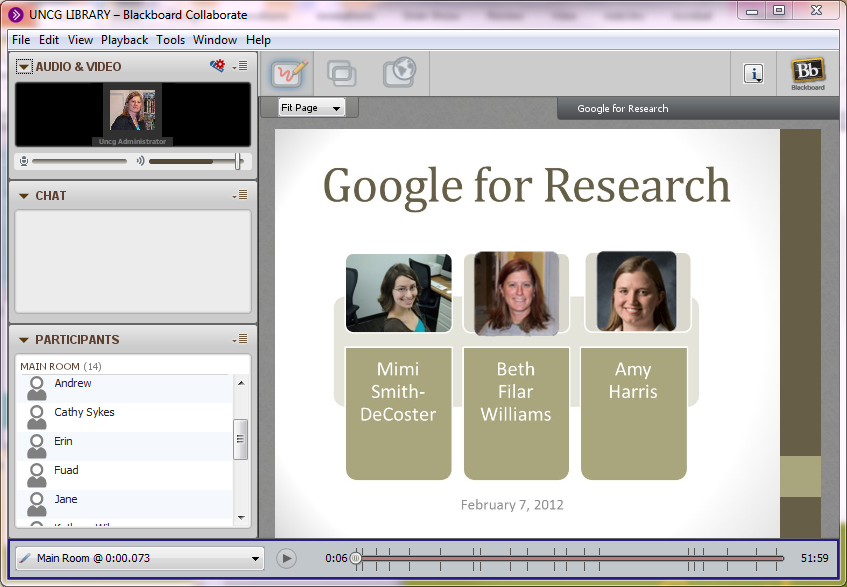 UNCG LIBRARY – Blackboard Collaborate
File Edit View Playback Tools Window Help
AUDIO & VIDEO
Uncg Administrator
CHAT
PARTICIPANTS
MAIN ROOM (14)
Andrew
Cathy Sykes
Erin
Fuad
Jane
Fit Page
Google for Research
i
Bb
Blackboard
Google for Research
Mimi
Smith-
DeCoster
Beth
Filar
Williams
Amy
Harris
February 7, 2012
Main Room @ 0:00.073
0:06
51:59